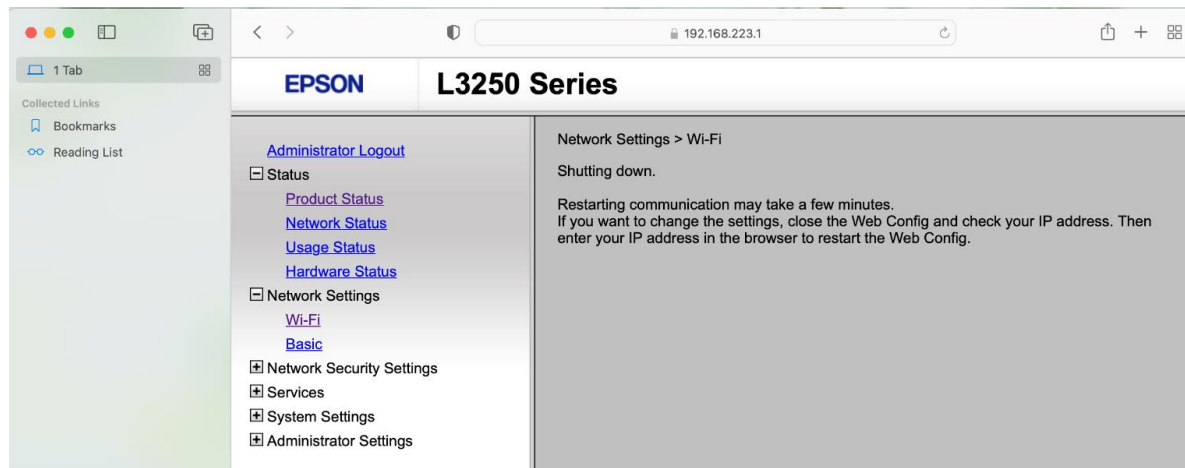 192.168.223.1
1 Tab
Collected Links
Bookmarks
Reading List
EPSON
L3250 Series
Administrator Logout
Status
Product Status
Network Status
Usage Status
Hardware Status
Network Settings
Wi-Fi
Basic
Network Security Settings
Services
System Settings
Administrator Settings
Network Settings > Wi-Fi
Shutting down.
Restarting communication may take a few minutes.
If you want to change the settings, close the Web Config and check your IP address. Then
enter your IP address in the browser to restart the Web Config.